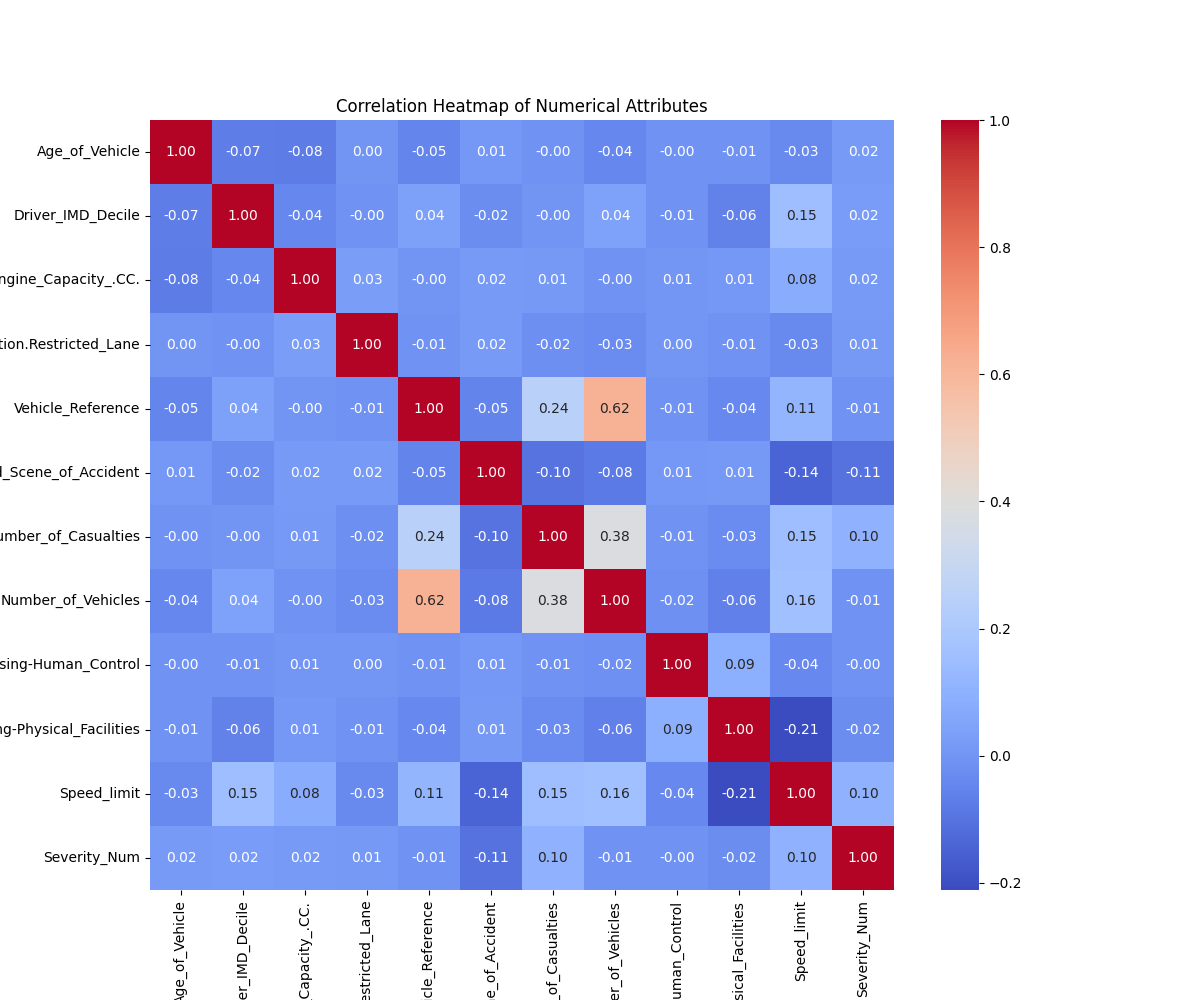 Correlation Heatmap of Numerical Attributes
Age_of_Vehicle 1.00 -0.07 -0.08 0.00 -0.05 0.01 -0.00 -0.04 -0.00 -0.01 -0.03 0.02
Driver_IMD_Decile -0.07 1.00 -0.04 -0.00 0.04 -0.02 -0.00 0.04 -0.01 -0.06 0.15 0.02
ngine_Capacity_.CC. -0.08 -0.04 1.00 0.03 -0.00 0.02 0.01 -0.00 0.01 0.01 0.08 0.02
tion.Restricted_Lane 0.00 -0.00 0.03 1.00 -0.01 0.02 -0.02 -0.03 0.00 -0.01 -0.03 0.01
Vehicle_Reference -0.05 0.04 -0.00 -0.01 1.00 -0.05 0.24 0.62 -0.01 -0.04 0.11 -0.01
d_Scene_of_Accident 0.01 -0.02 0.02 0.02 -0.05 1.00 -0.10 -0.08 0.01 0.01 -0.14 -0.11
umber_of_Casualties -0.00 -0.00 0.01 -0.02 0.24 -0.10 1.00 0.38 -0.01 -0.03 0.15 0.10
Number_of_Vehicles -0.04 0.04 -0.00 -0.03 0.62 -0.08 0.38 1.00 -0.02 -0.06 0.16 -0.01
sing-Human_Control -0.00 -0.01 0.01 0.00 -0.01 0.01 -0.01 -0.02 1.00 0.09 -0.04 -0.00
ng-Physical_Facilities -0.01 -0.06 0.01 -0.01 -0.04 0.01 -0.03 -0.06 0.09 1.00 -0.21 -0.02
Speed_limit -0.03 0.15 0.08 -0.03 0.11 -0.14 0.15 0.16 -0.04 -0.21 1.00 0.10
Severity_Num 0.02 0.02 0.02 0.01 -0.01 -0.11 0.10 -0.01 -0.00 -0.02 0.10 1.00
Age_of_Vehicle
er_IMD_Decile
_Capacity_.CC.
estricted_Lane
icle_Reference
ne_of_Accident
_of_Casualties
er_of_Vehicles
uman_Control
sical_Facilities
Speed_limit
Severity_Num
1.0
0.8
0.6
0.4
0.2
0.0
−0.2